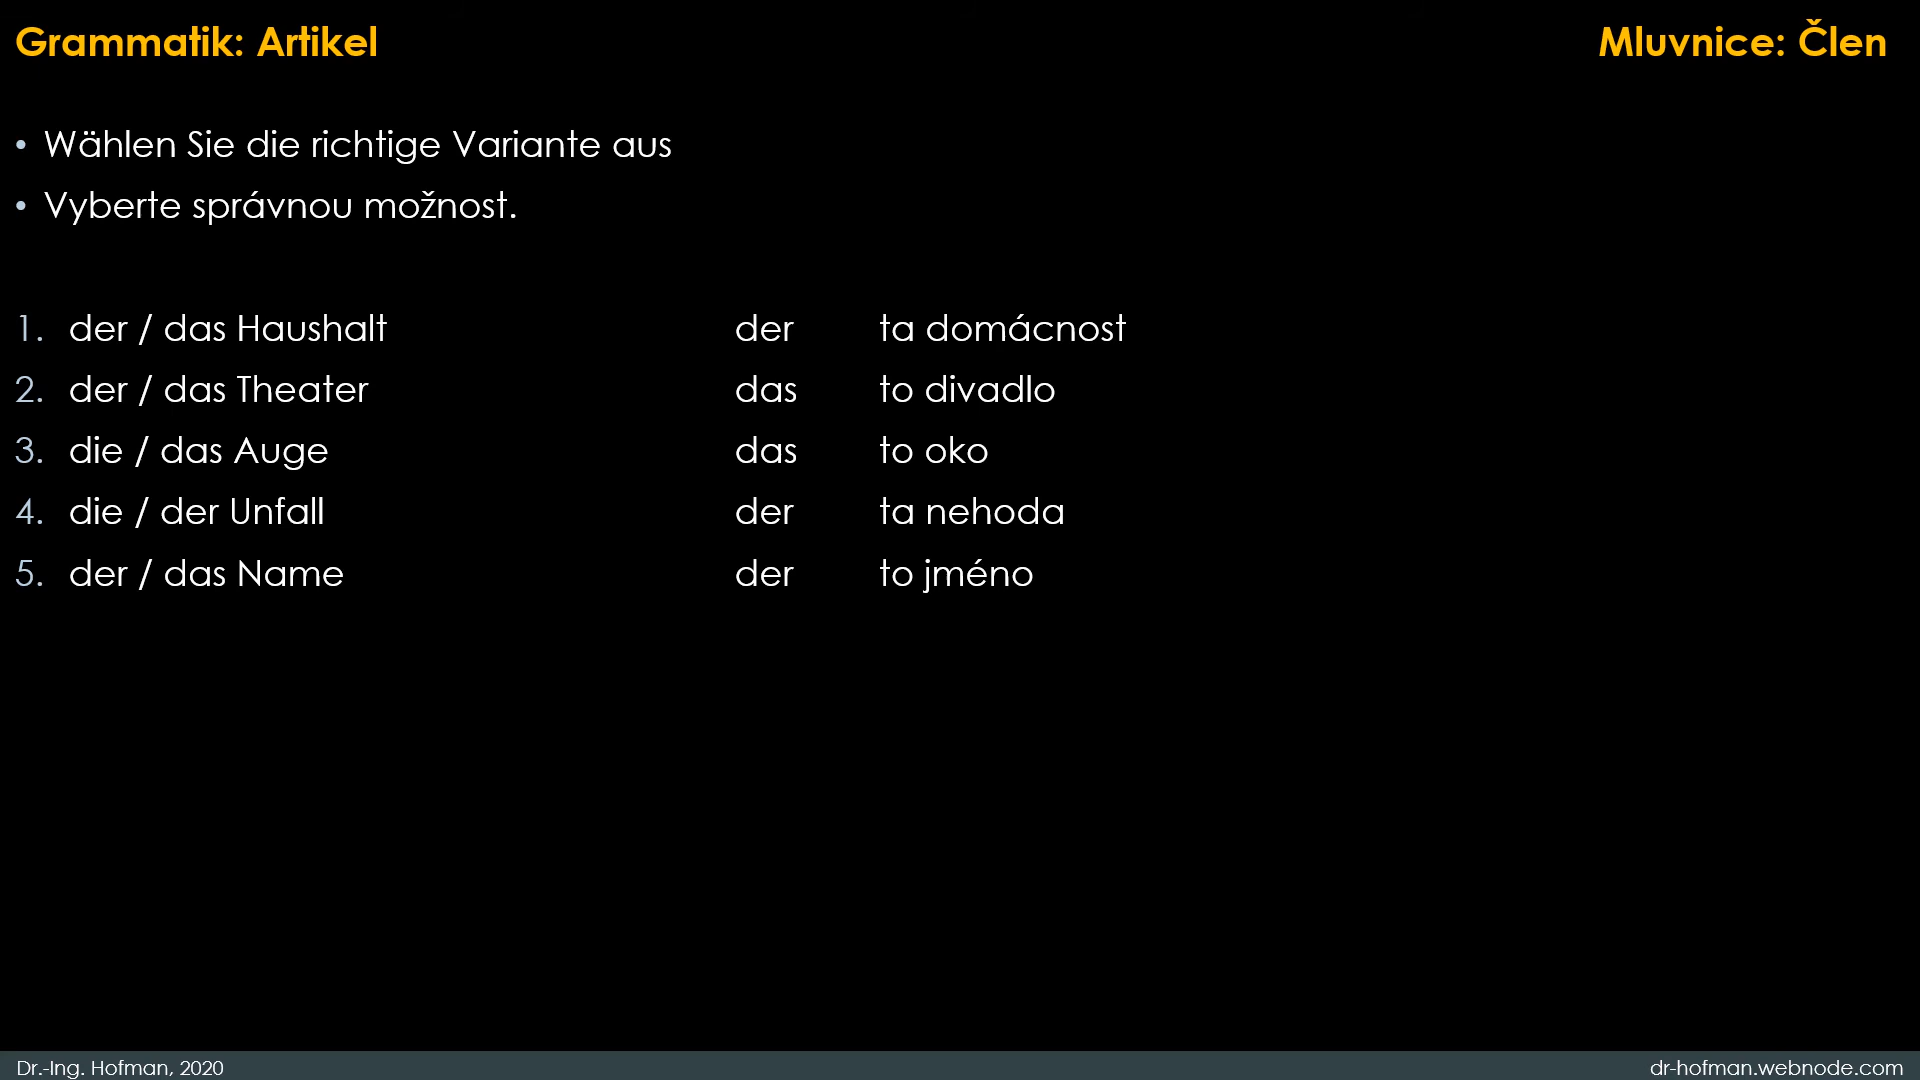 Grammatik: Artikel Mluvnice: Člen
• Wählen Sie die richtige Variante aus
• Vyberte správnou možnost.
1. der / das Haushalt der ta domácnost
2. der / das Theater das to divadlo
3. die / das Auge das to oko
4. die / der Unfall der ta nehoda
5. der / das Name der to jméno
Dr.-Ing. Hofman, 2020 dr-hofman.webnode.com